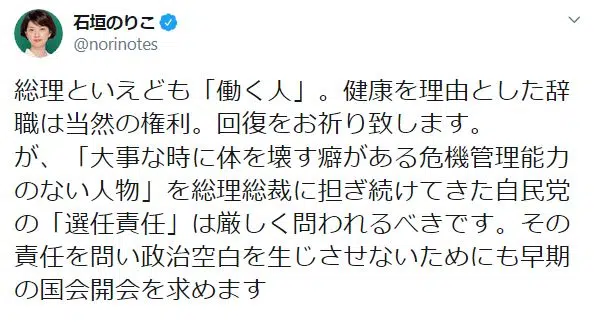 石垣のりこ
@norinotes
総理といえども「働く人」。健康を理由とした辞
職は当然の権利。回復をお祈り致します。
が、「大事な時に体を壊す癖がある危機管理能力
のない人物」を総理総裁に担ぎ続けてきた自民党
の「選任責任」は厳しく問われるべきです。その
責任を問い政治空白を生じさせないためにも早期
の国会開会を求めます